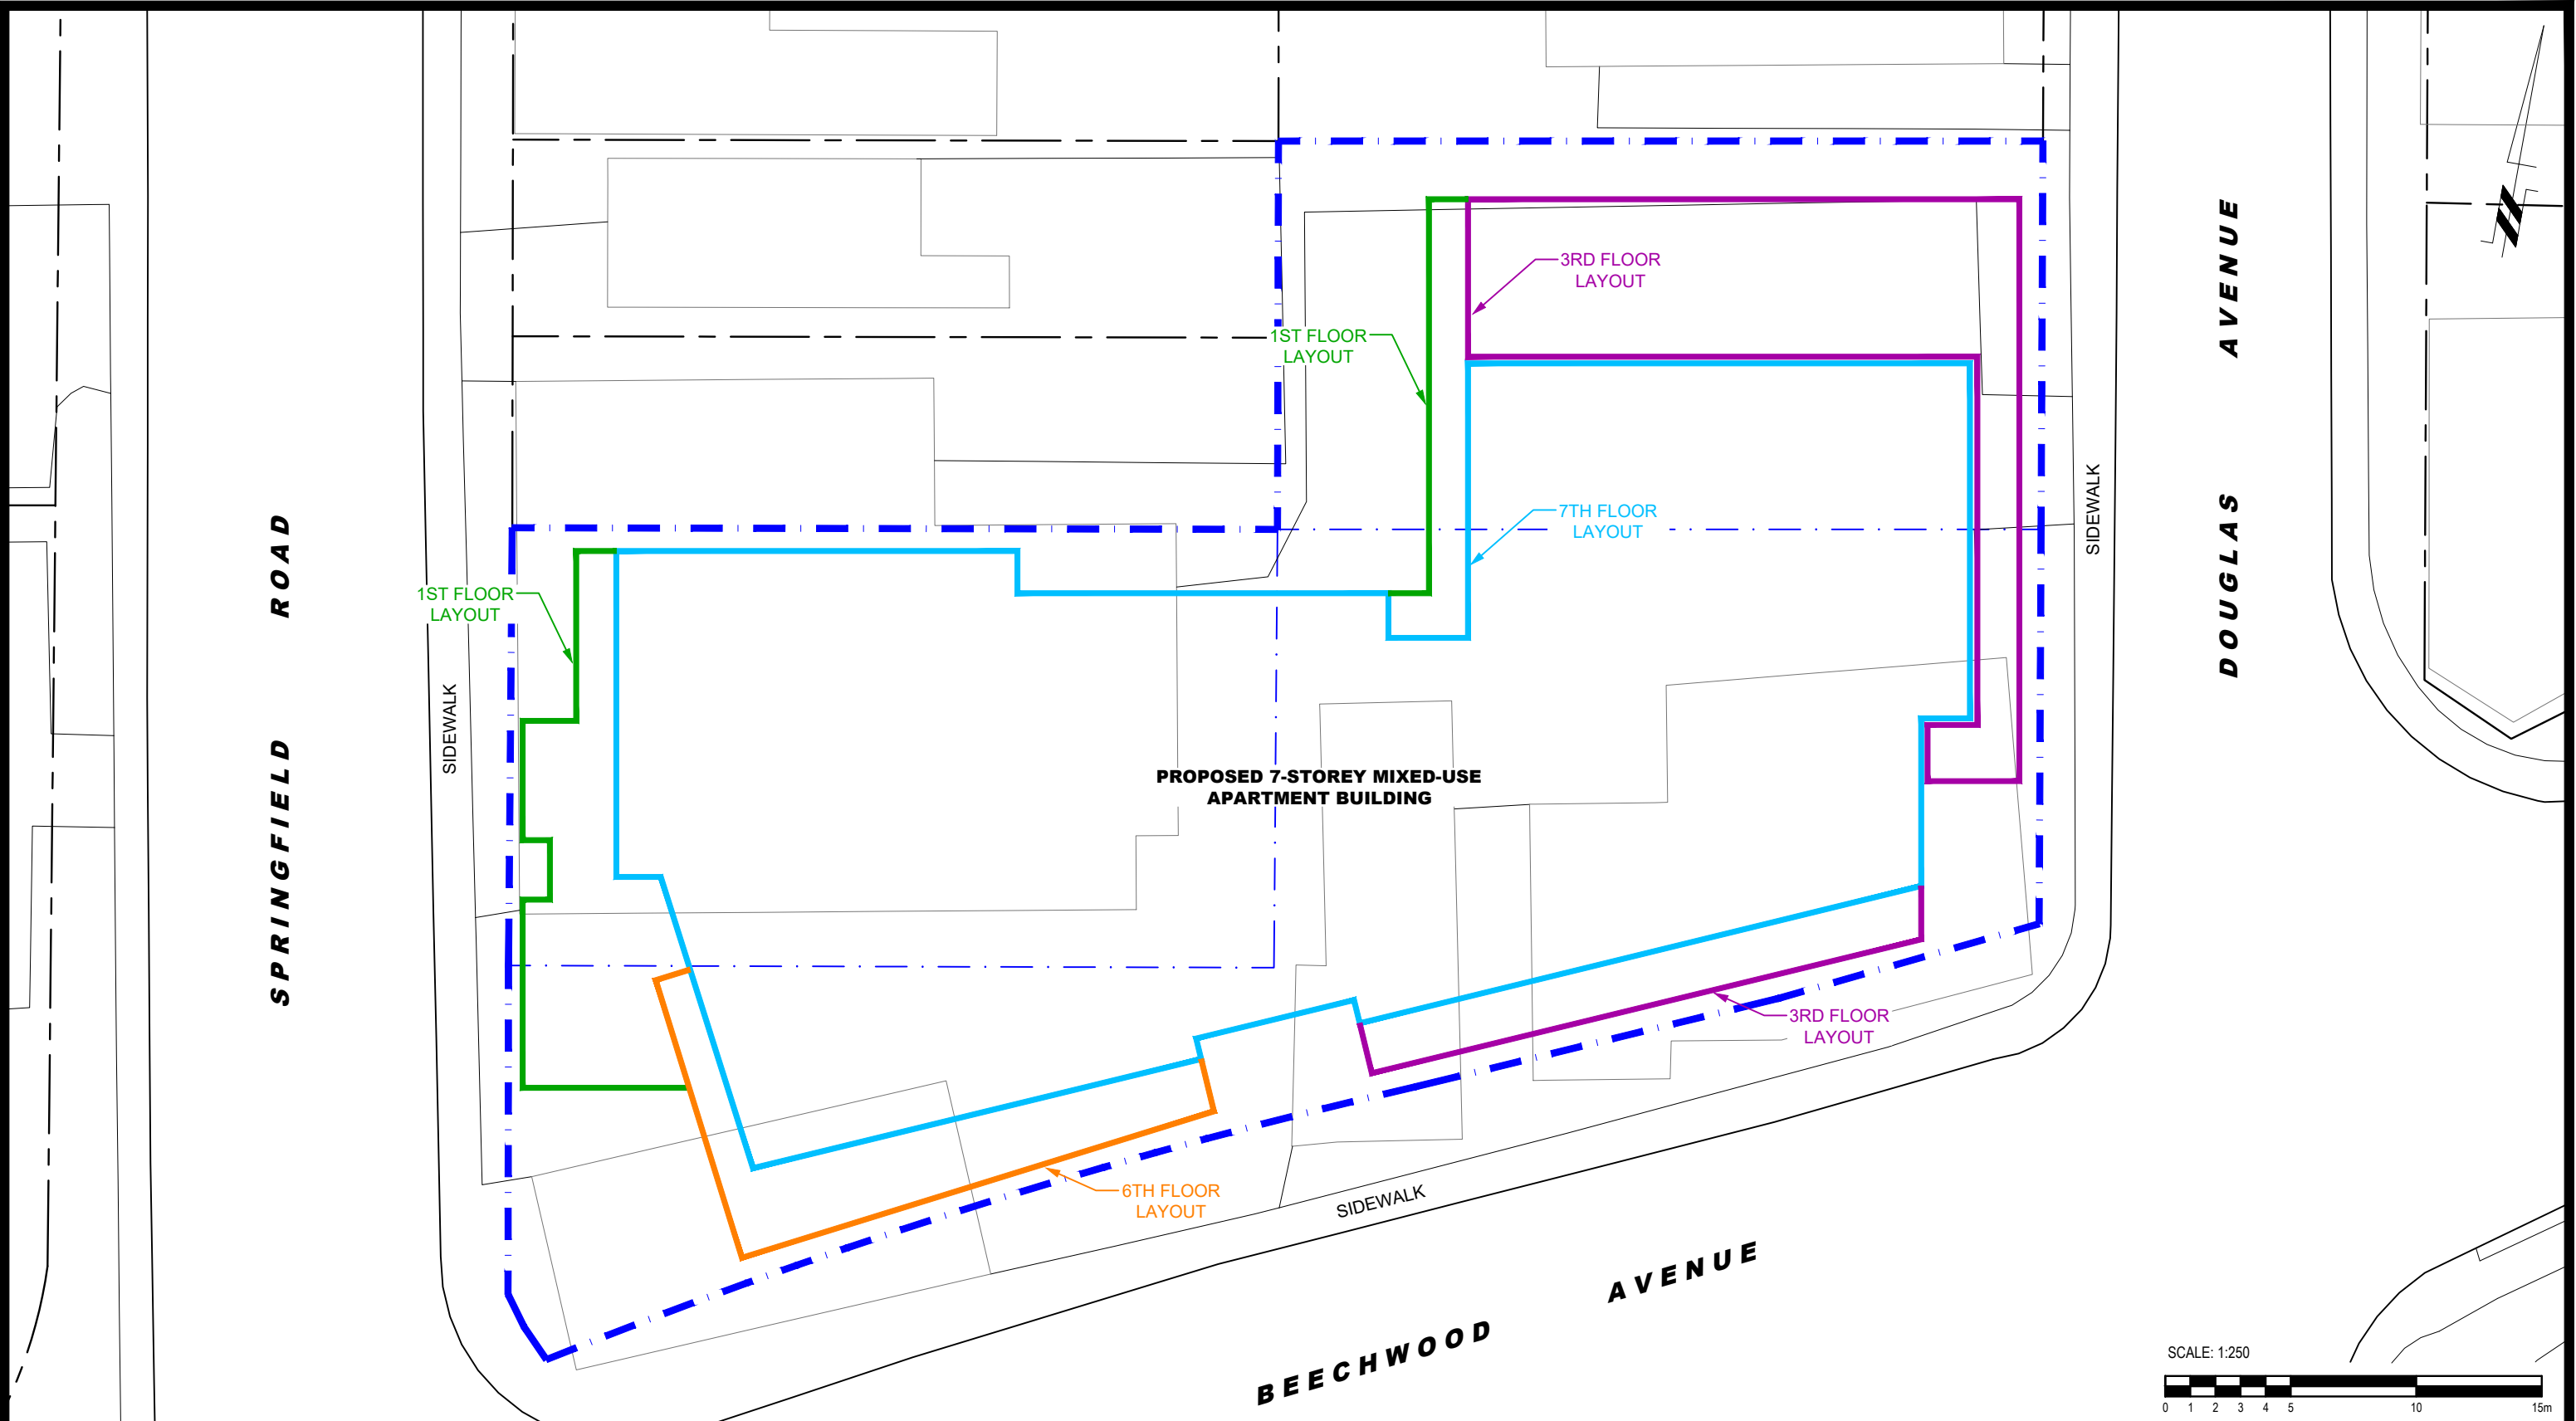 3RD FLOOR
LAYOUT
1ST FLOOR
LAYOUT
7TH FLOOR
LAYOUT
1ST FLOOR
LAYOUT
SIDEWALK
SIDEWALK
SPRINGFIELD ROAD
DOUGLAS AVENUE
PROPOSED 7-STOREY MIXED-USE
APARTMENT BUILDING
3RD FLOOR
LAYOUT
6TH FLOOR
LAYOUT
SIDEWALK
BEECHWOOD AVENUE
SCALE: 1:250
0 1 2 3 4 5 10 15m